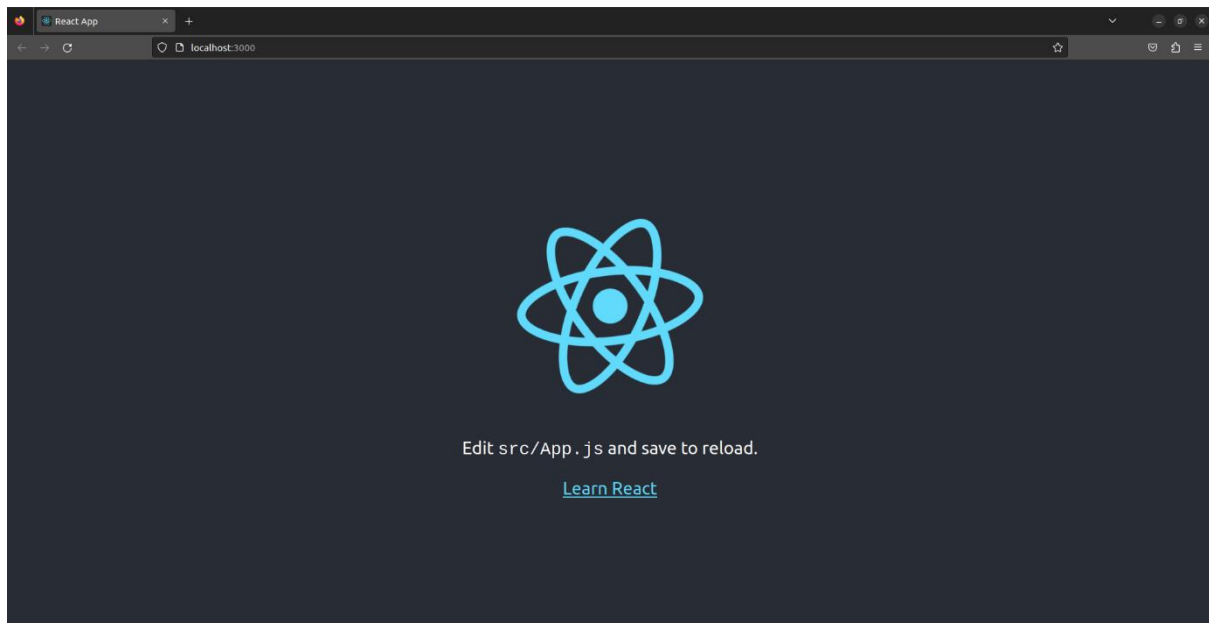 React App
localhost:3000
Edit src/App.js and save to reload.
Learn React